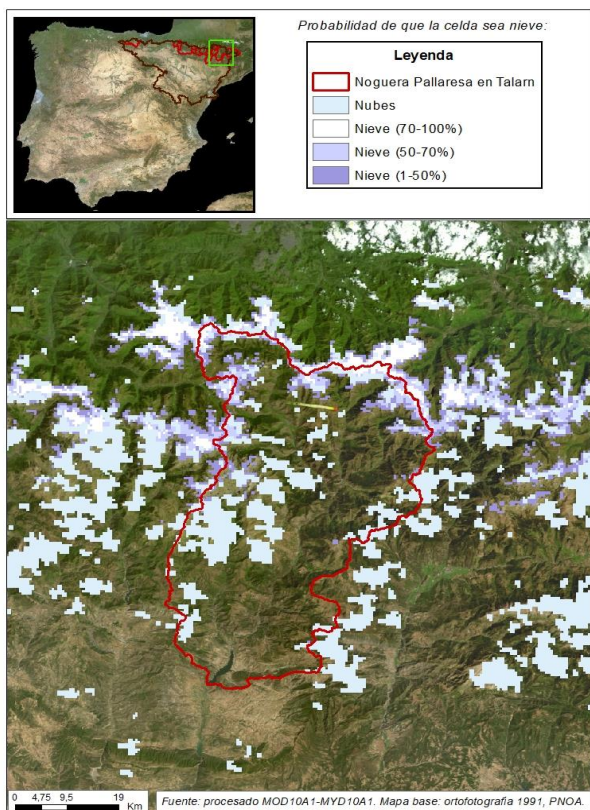 Probabilidad de que la celda sea nieve:
Leyenda
Noguera Pallaresa en Talarn
Nubes
Nieve (70-100%)
Nieve (50-70%)
Nieve (1-50%)
0 4,75 9,5 19
Km
Fuente: procesado MOD10A1-MYD10A1. Mapa base: ortofotografía 1991, PNOA.